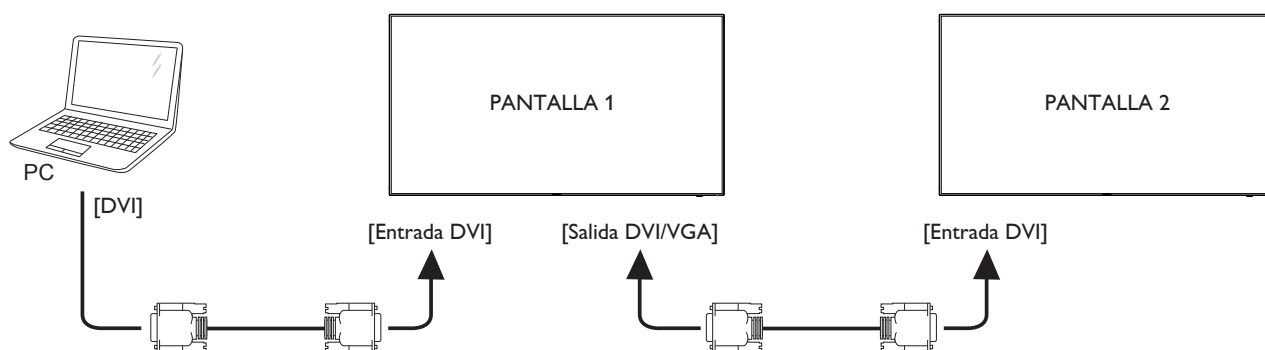 PANTALLA 1
PANTALLA 2
PC
[DVI]
[Entrada DVI]
[Salida DVI/VGA]
[Entrada DVI]